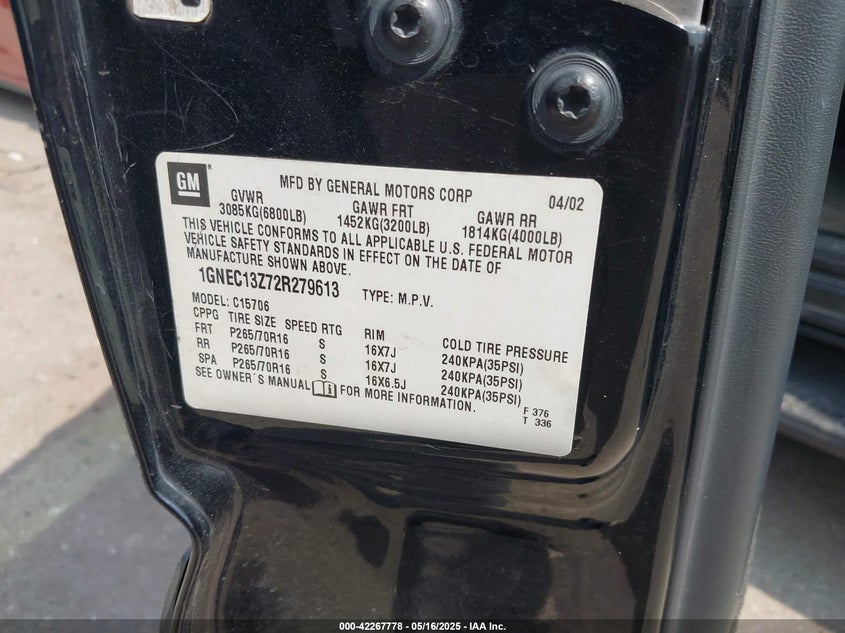 GM ®
MFD BY GENERAL MOTORS CORP 04/02
GVWR GAWR FRT GAWR RR
3085KG(6800LB) 1452KG(3200LB) 1814KG(4000LB)
THIS VEHICLE CONFORMS TO ALL APPLICABLE U.S. FEDERAL MOTOR
VEHICLE SAFETY STANDARDS IN EFFECT ON THE DATE OF
MANUFACTURE SHOWN ABOVE.
1GNEC13Z72R279613 TYPE: M.P.V.
MODEL: C15706
CPPG TIRE SIZE SPEED RTG RIM COLD TIRE PRESSURE
FRT P265/70R16 S 16X7J 240KPA(35PSI)
RR P265/70R16 S 16X7J 240KPA(35PSI)
SPA P265/70R16 S 16X6.5J 240KPA(35PSI)
SEE OWNER'S MANUAL i FOR MORE INFORMATION.
F 376
T 336
000-42267778 - 05/16/2025 - IAA Inc.